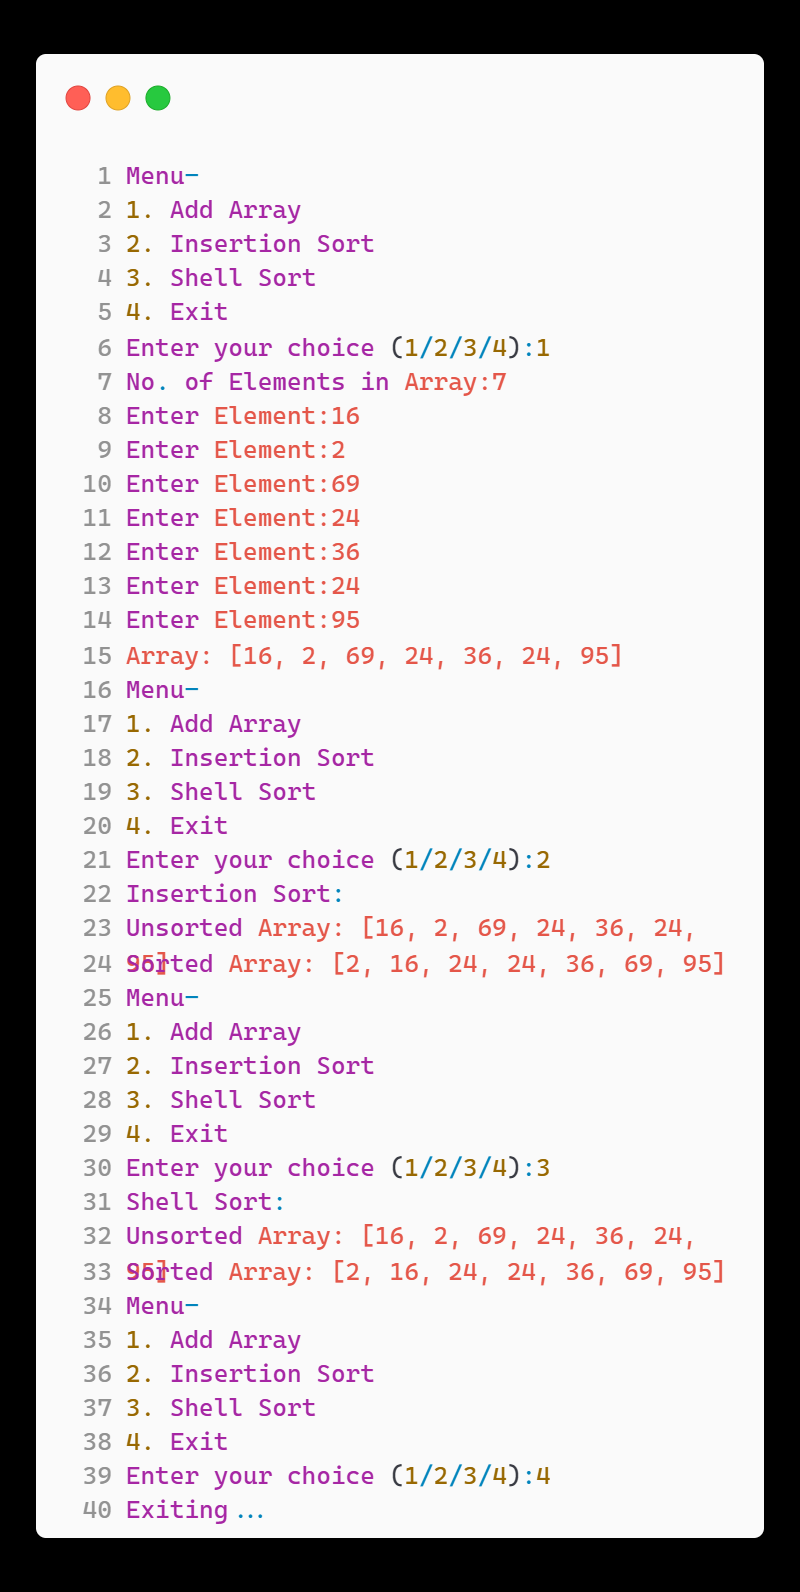 1 Menu-
2 1. Add Array
3 2. Insertion Sort
4 3. Shell Sort
5 4. Exit
6 Enter your choice (1/2/3/4):1
7 No. of Elements in Array:7
8 Enter Element:16
9 Enter Element:2
10 Enter Element:69
11 Enter Element:24
12 Enter Element:36
13 Enter Element:24
14 Enter Element:95
15 Array: [16, 2, 69, 24, 36, 24, 95]
16 Menu-
17 1. Add Array
18 2. Insertion Sort
19 3. Shell Sort
20 4. Exit
21 Enter your choice (1/2/3/4):2
22 Insertion Sort:
23 Unsorted Array: [16, 2, 69, 24, 36, 24,
95]
24 Sorted Array: [2, 16, 24, 24, 36, 69, 95]
25 Menu-
26 1. Add Array
27 2. Insertion Sort
28 3. Shell Sort
29 4. Exit
30 Enter your choice (1/2/3/4):3
31 Shell Sort:
32 Unsorted Array: [16, 2, 69, 24, 36, 24,
95]
33 Sorted Array: [2, 16, 24, 24, 36, 69, 95]
34 Menu-
35 1. Add Array
36 2. Insertion Sort
37 3. Shell Sort
38 4. Exit
39 Enter your choice (1/2/3/4):4
40 Exiting...